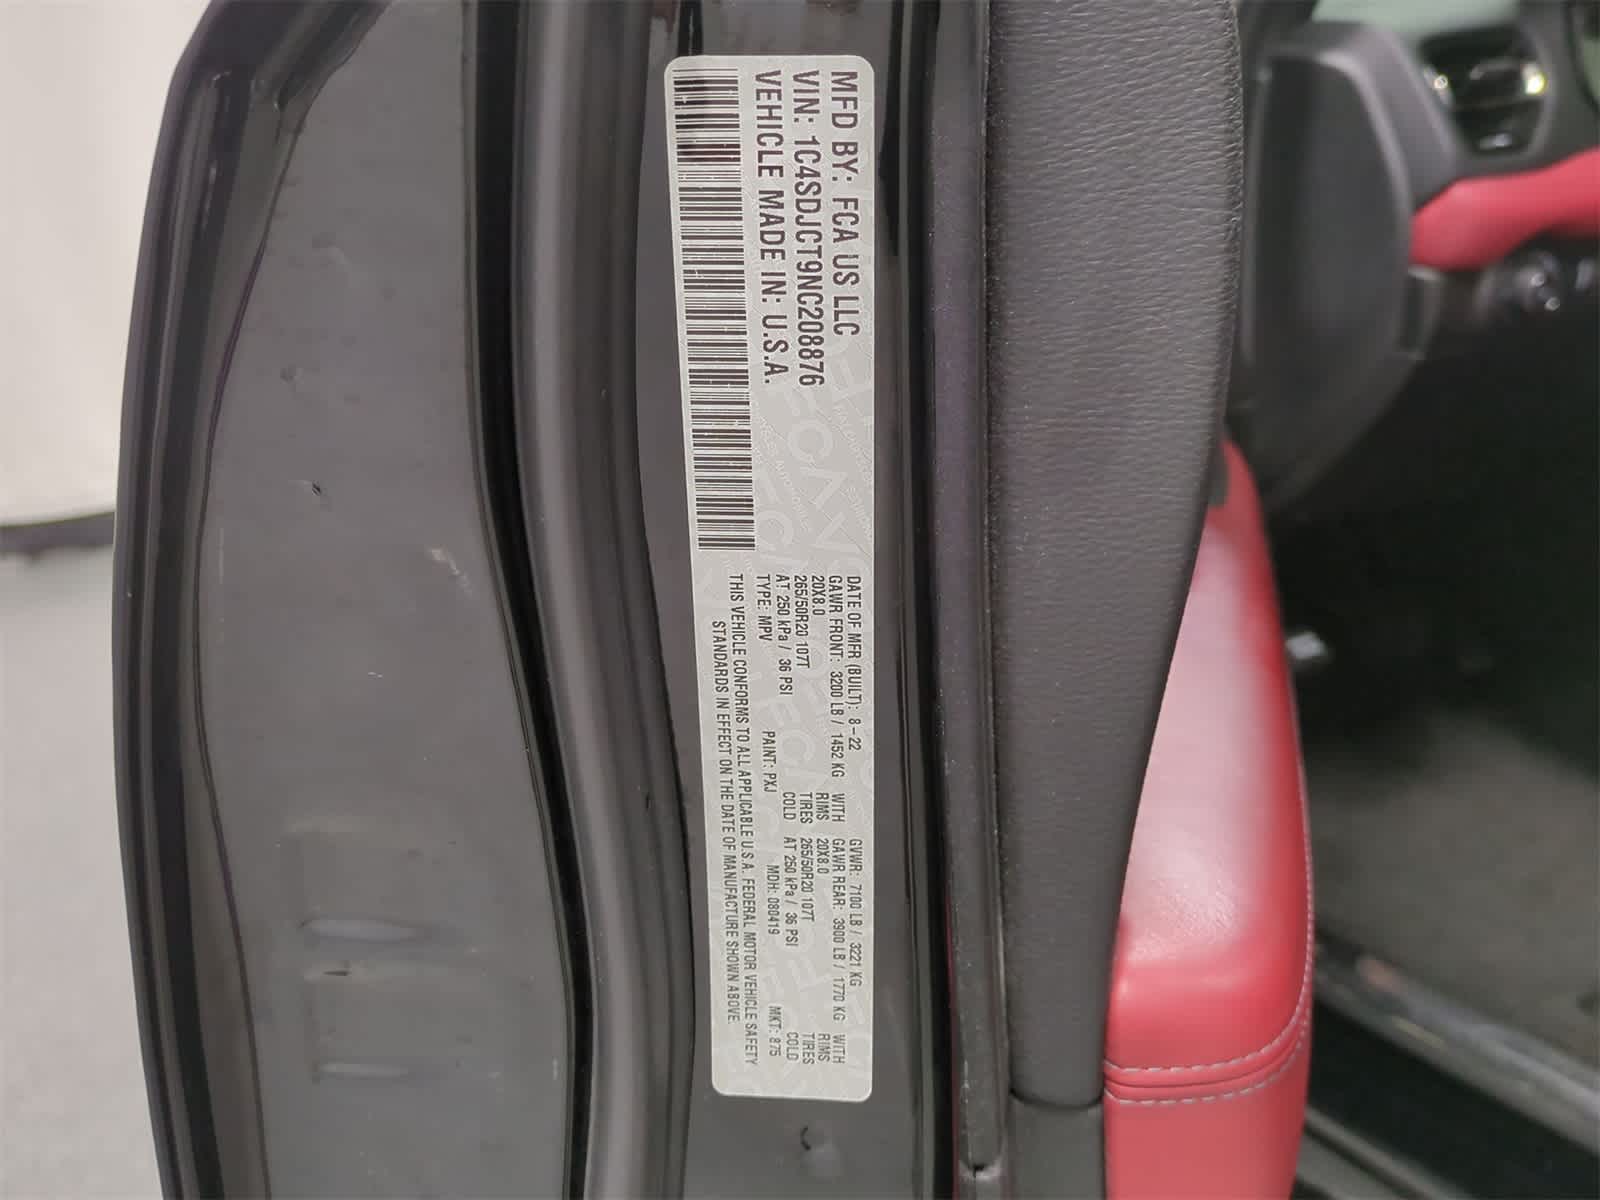 MFD BY: FCA US LLC
VIN: 1C4SDJCT9NC208876
VEHICLE MADE IN: U.S.A.
DATE OF MFR (BUILT): 8-22 GVWR: 7100 LB / 3221 KG
GAWR FRONT: 3200 LB / 1452 KG WITH GAWR REAR: 3900 LB / 1770 KG WITH
20X8.0 RIMS 20X8.0 RIMS
265/50R20 107T TIRES 265/50R20 107T TIRES
AT 250 kPa / 36 PSI COLD AT 250 kPa / 36 PSI COLD
TYPE: MPV PAINT: PXJ MDH: 080419 MKT: 875
THIS VEHICLE CONFORMS TO ALL APPLICABLE U.S.A. FEDERAL MOTOR VEHICLE SAFETY
STANDARDS IN EFFECT ON THE DATE OF MANUFACTURE SHOWN ABOVE.